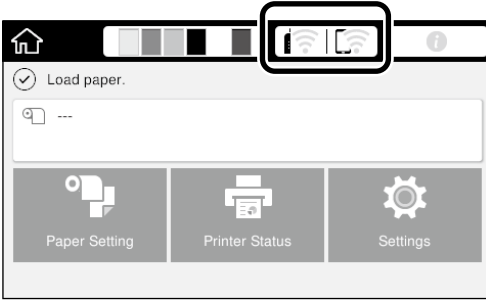 Load paper.
---
Paper Setting
Printer Status
Settings